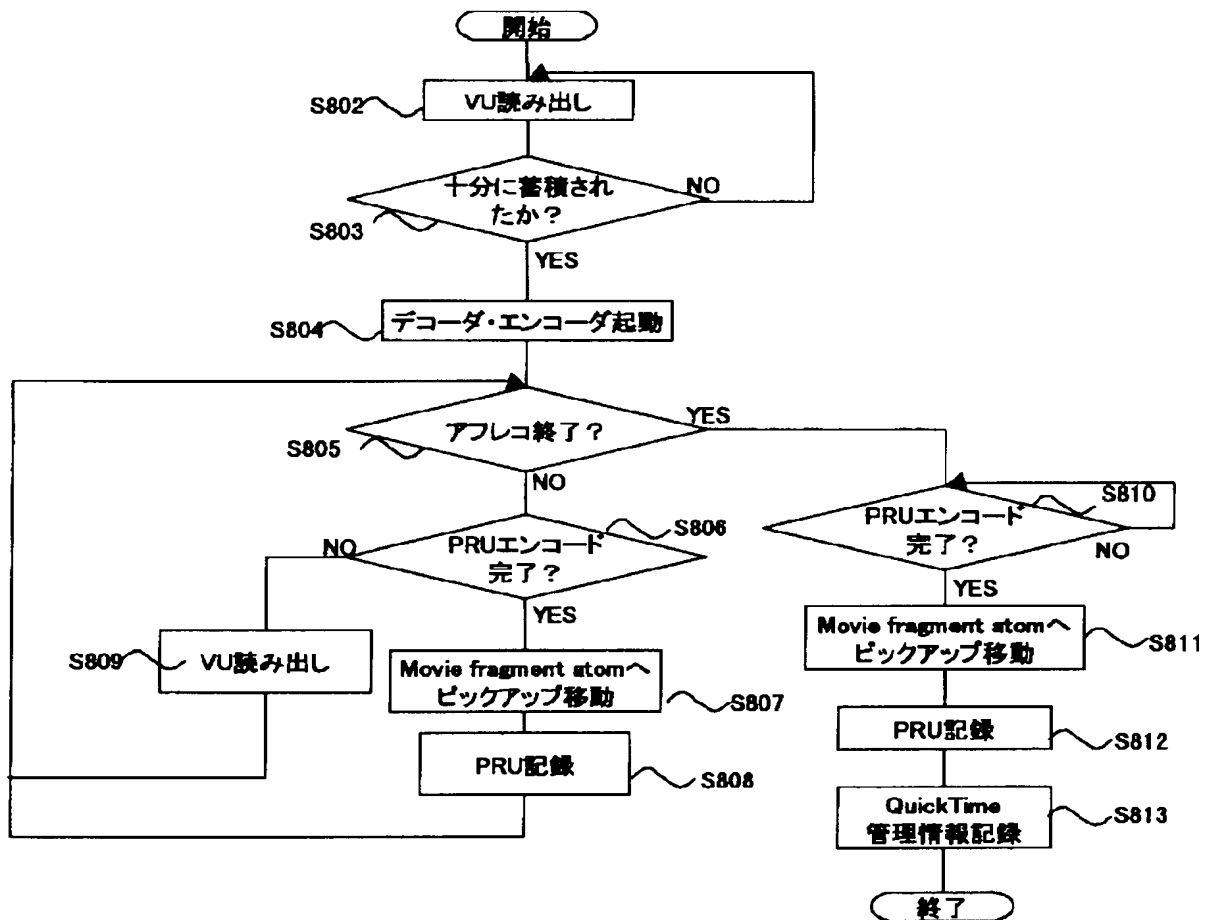 開始
S802
VU読み出し
十分に蓄積され
たか？
NO
S803
YES
S804
デコーダ・エンコーダ起動
YES
アフレコ終了？
S805
NO
S806
NO
PRUエンコード
完了？
YES
S809
VU読み出し
Movie fragment atomへ
ピックアップ移動
S807
PRU記録
S808
S810
PRUエンコード
完了？
NO
YES
Movie fragment atomへ
ピックアップ移動
S811
PRU記録
S812
QuickTime
管理情報記録
S813
終了